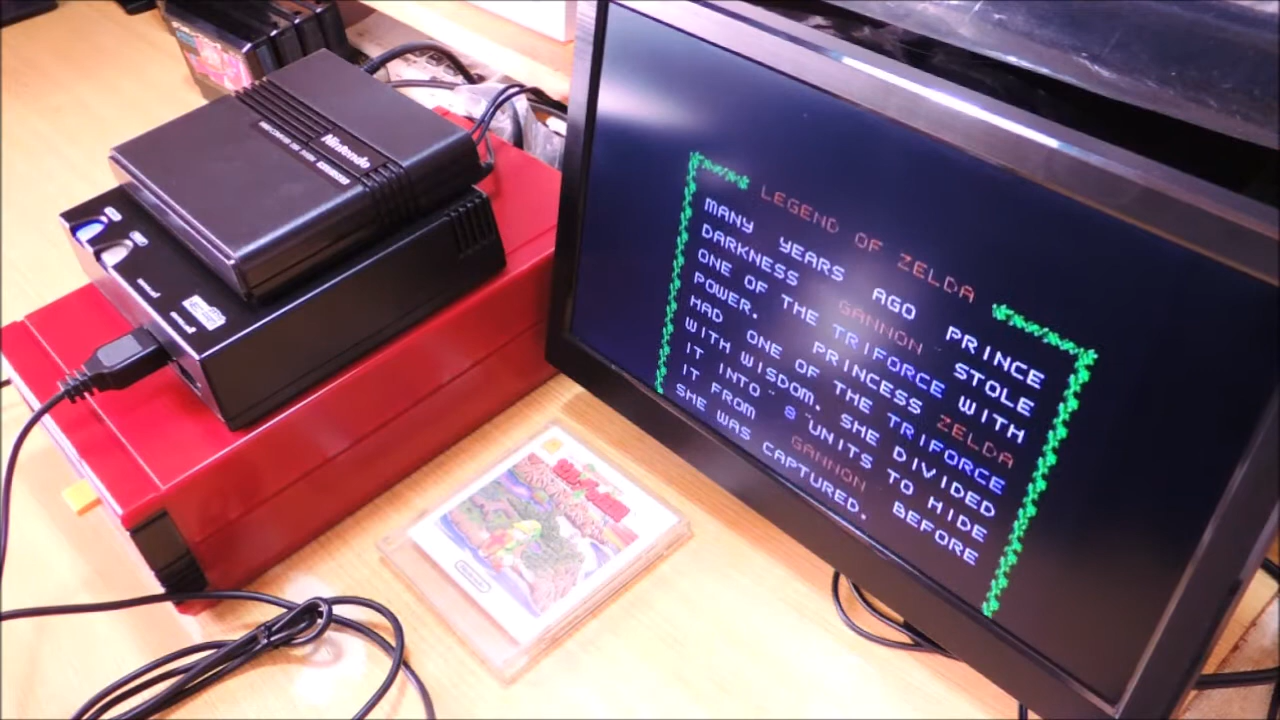 Nintendo
LEGEND OF ZELDA
MANY YEARS AGO PRINCE
DARKNESS "GANNON" STOLE
ONE OF THE TRIFORCE WITH
POWER. PRINCESS ZELDA
HAD ONE OF THE TRIFORCE
WITH WISDOM. SHE DIVIDED
IT INTO "8" UNITS TO HIDE
IT FROM "GANNON" BEFORE
SHE WAS CAPTURED.
Nintendo